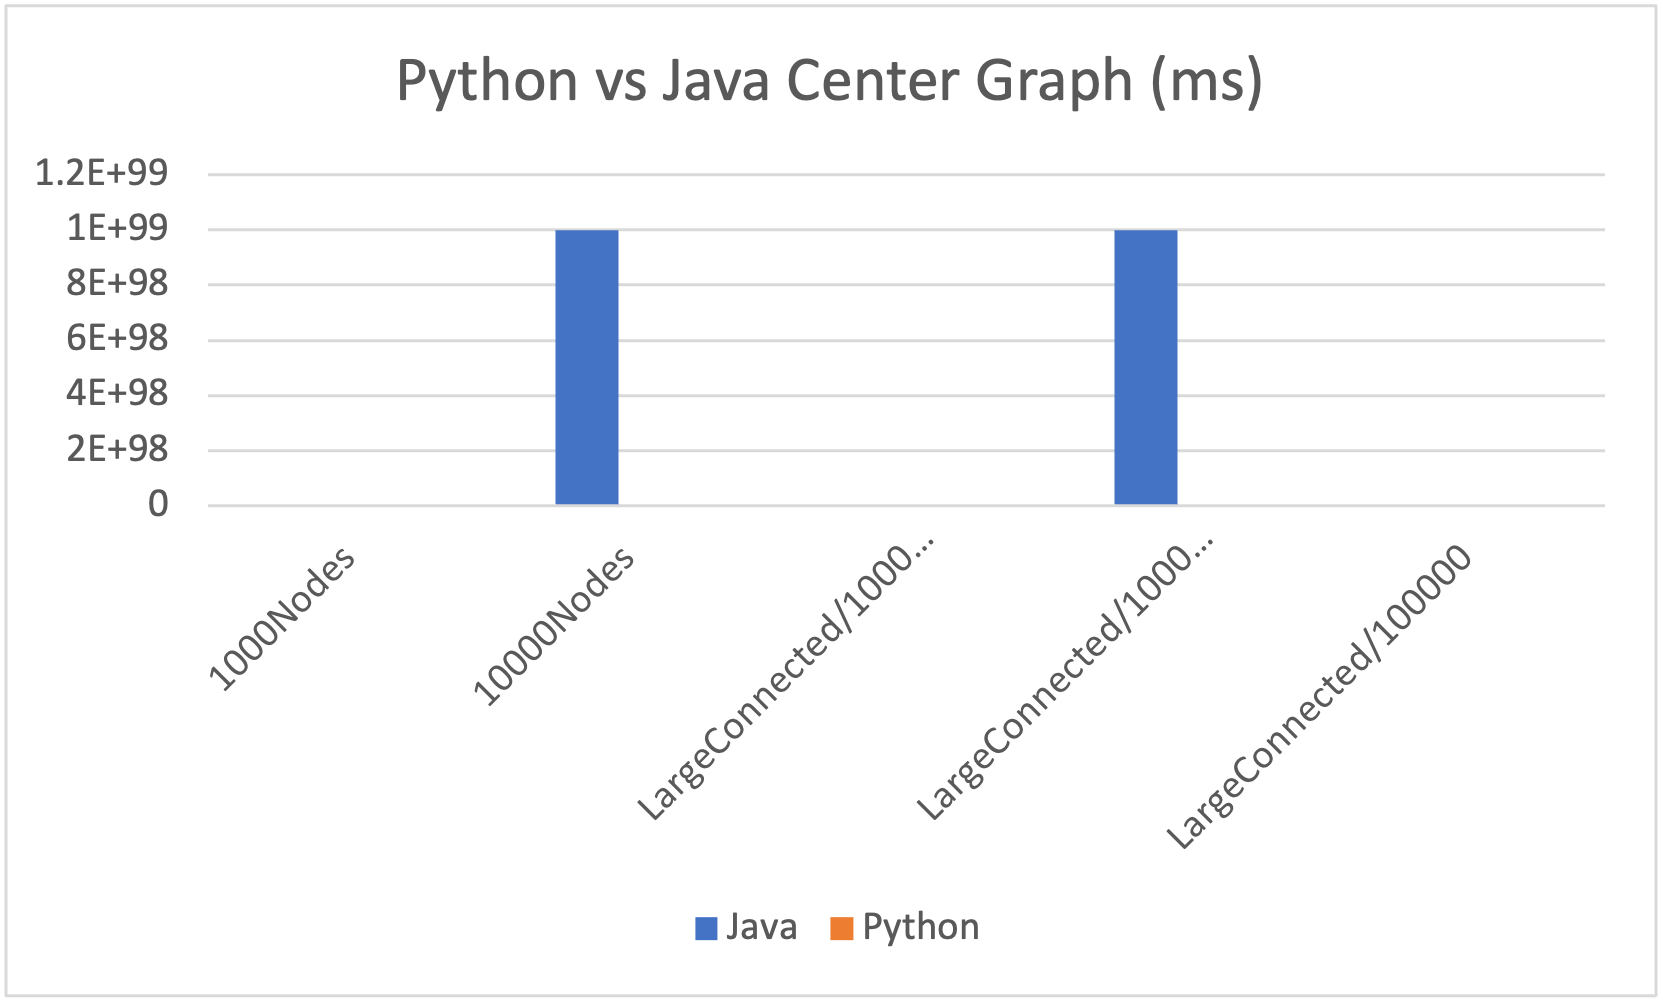 Python vs Java Center Graph (ms)
1.2E+99
1E+99
8E+98
6E+98
4E+98
2E+98
0
1000Nodes
10000Nodes
LargeConnected/1000...
LargeConnected/1000...
LargeConnected/100000
Java
Python